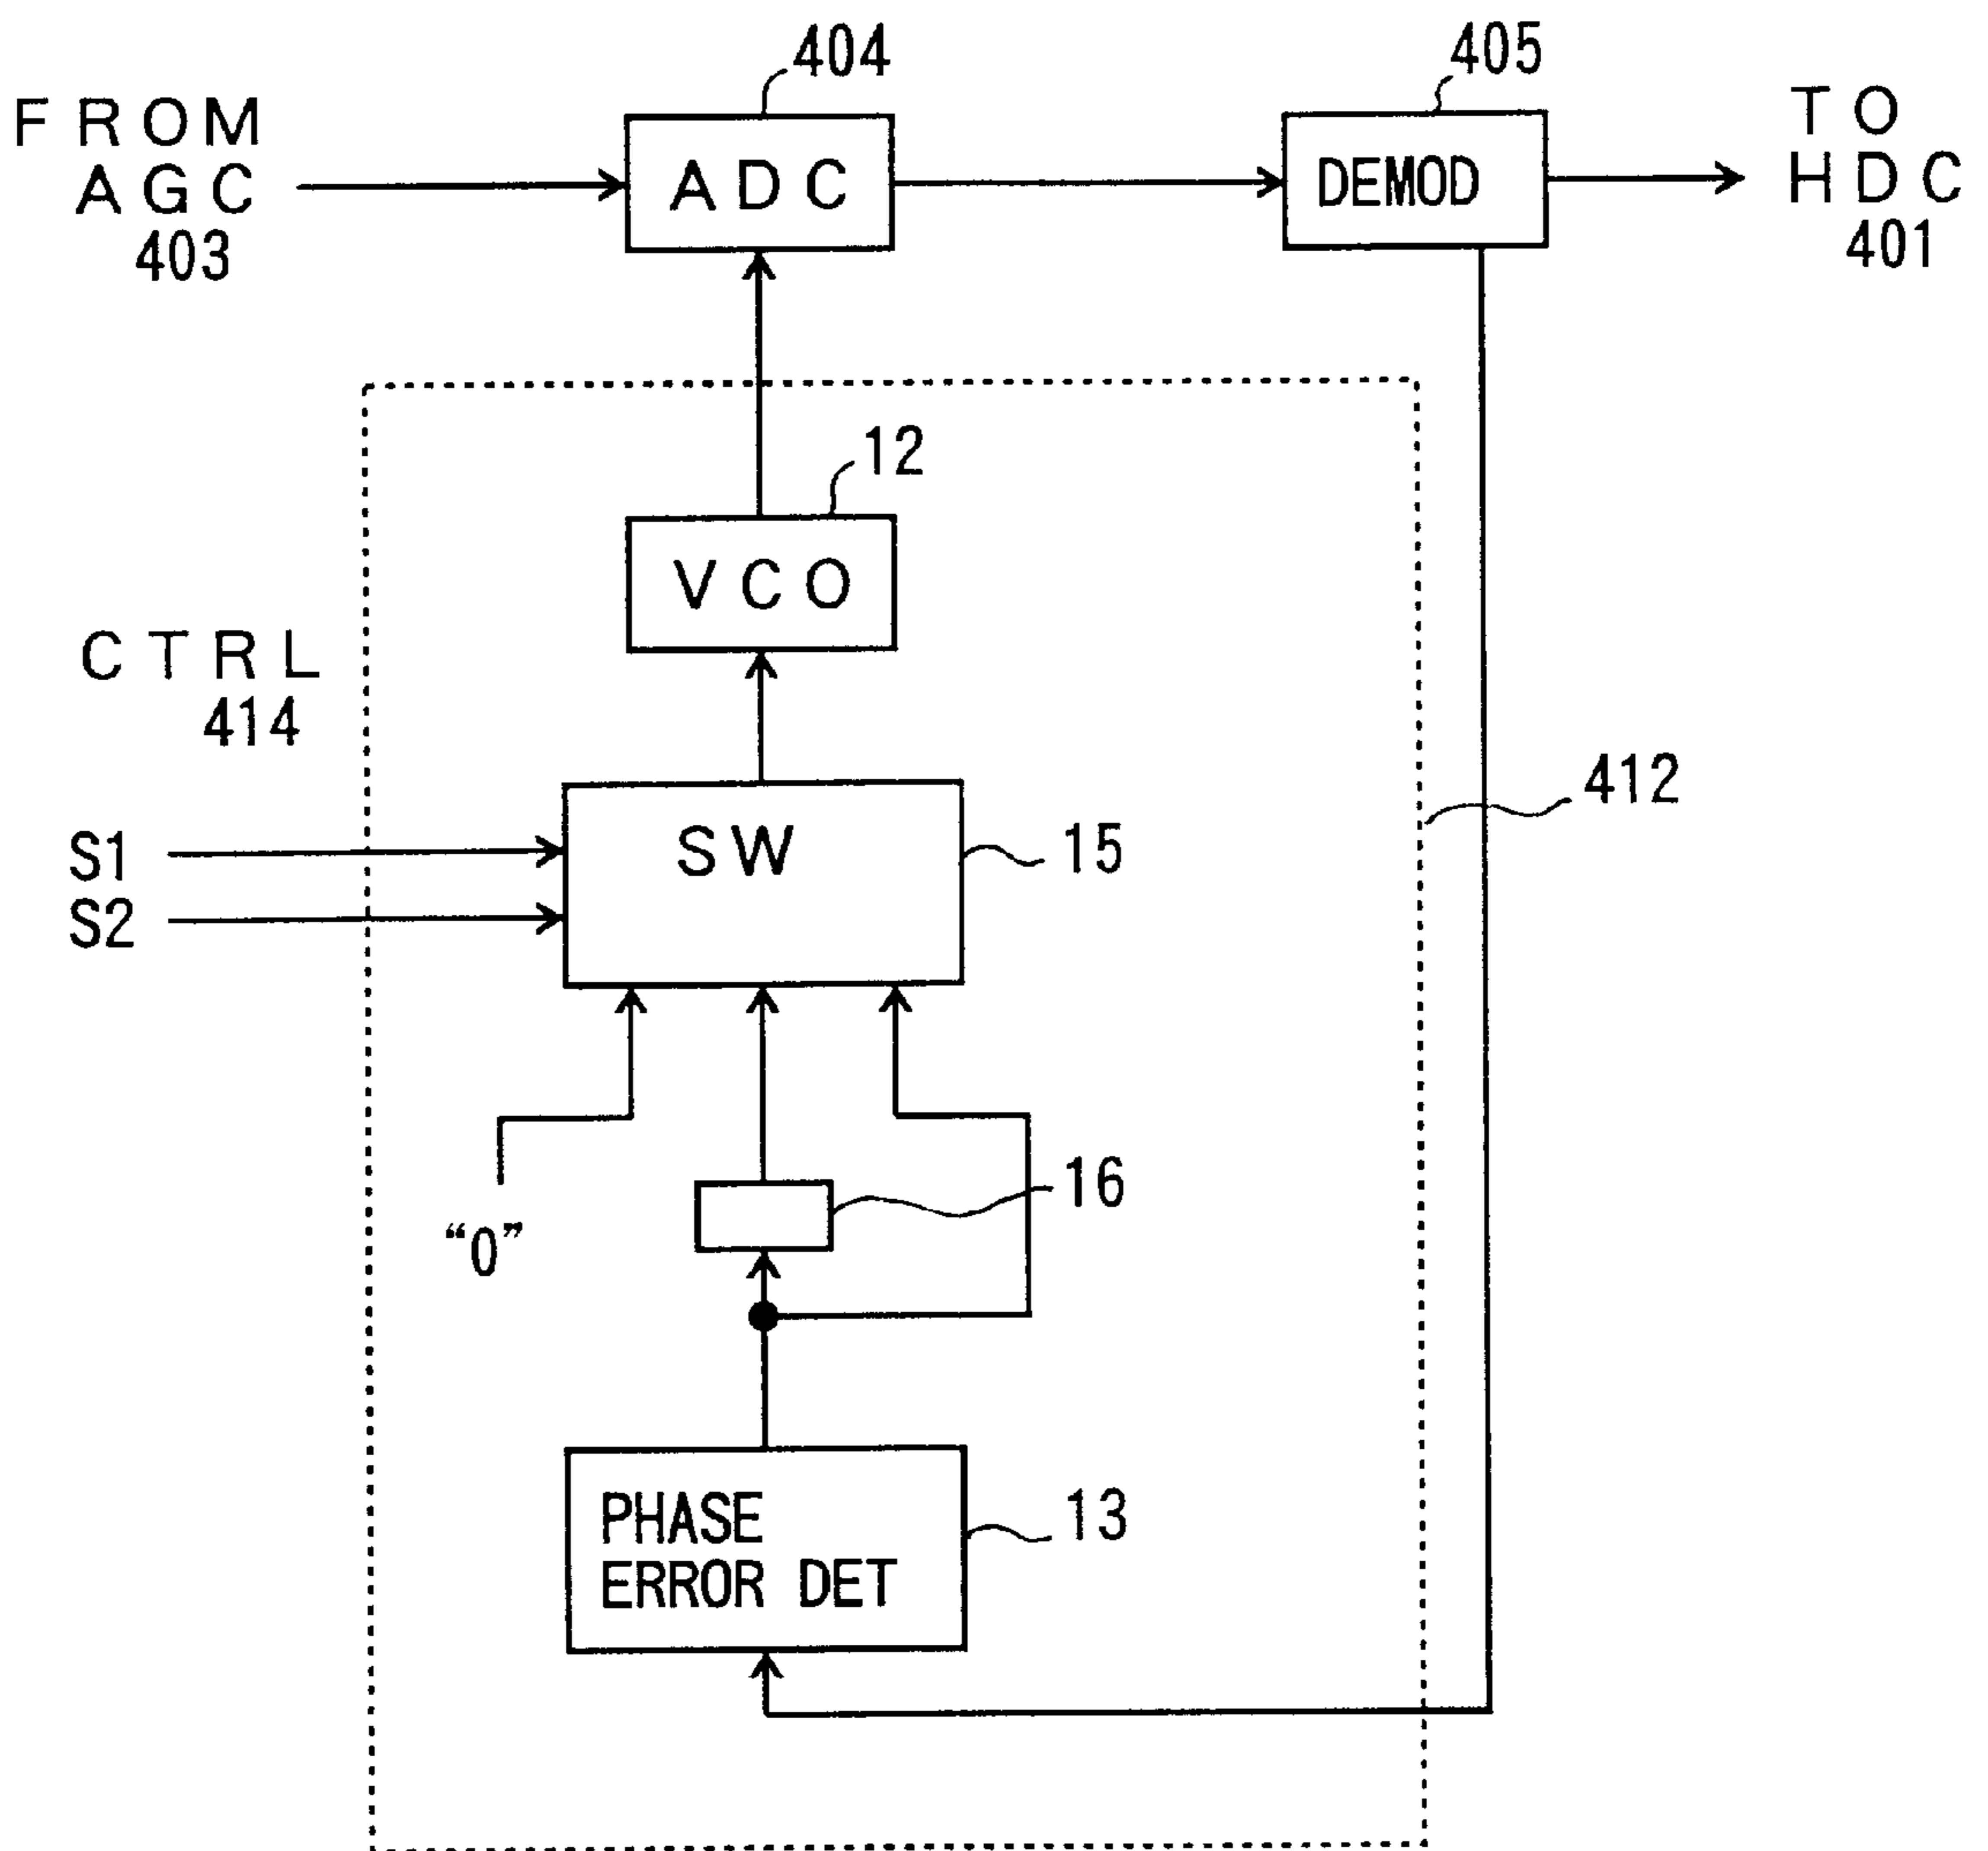 404
405
FROM
AGC
403
ADC
DEMOD
TO
HDC
401
12
VCO
CTRL
414
412
S1
S2
SW
15
16
“0”
PHASE
ERROR DET
13